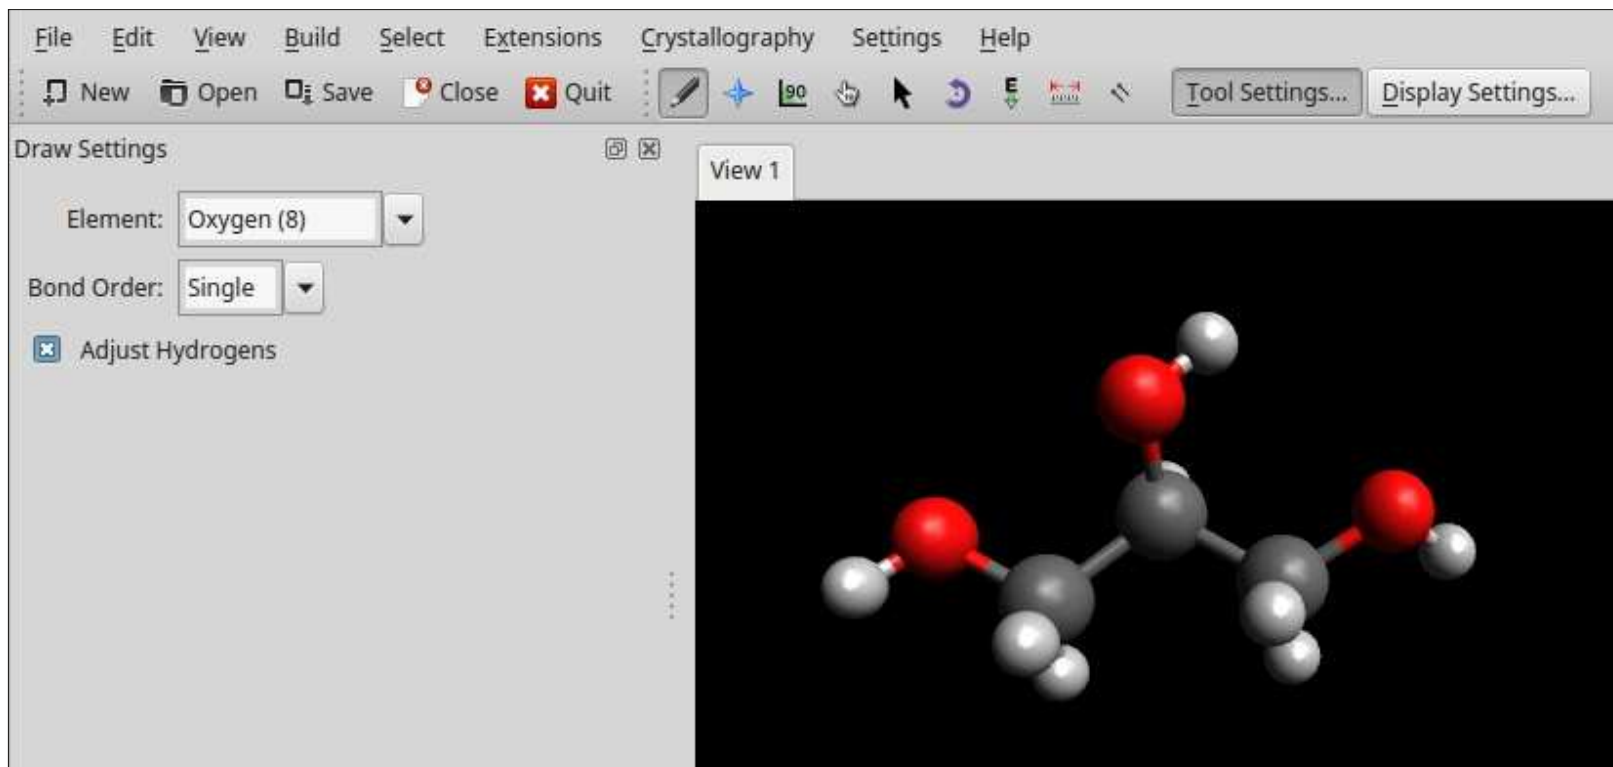 File Edit View Build Select Extensions Crystallography Settings Help
New Open Save Close Quit 90 E Tool Settings... Display Settings...
Draw Settings
View 1
Element: Oxygen (8)
Bond Order: Single
Adjust Hydrogens